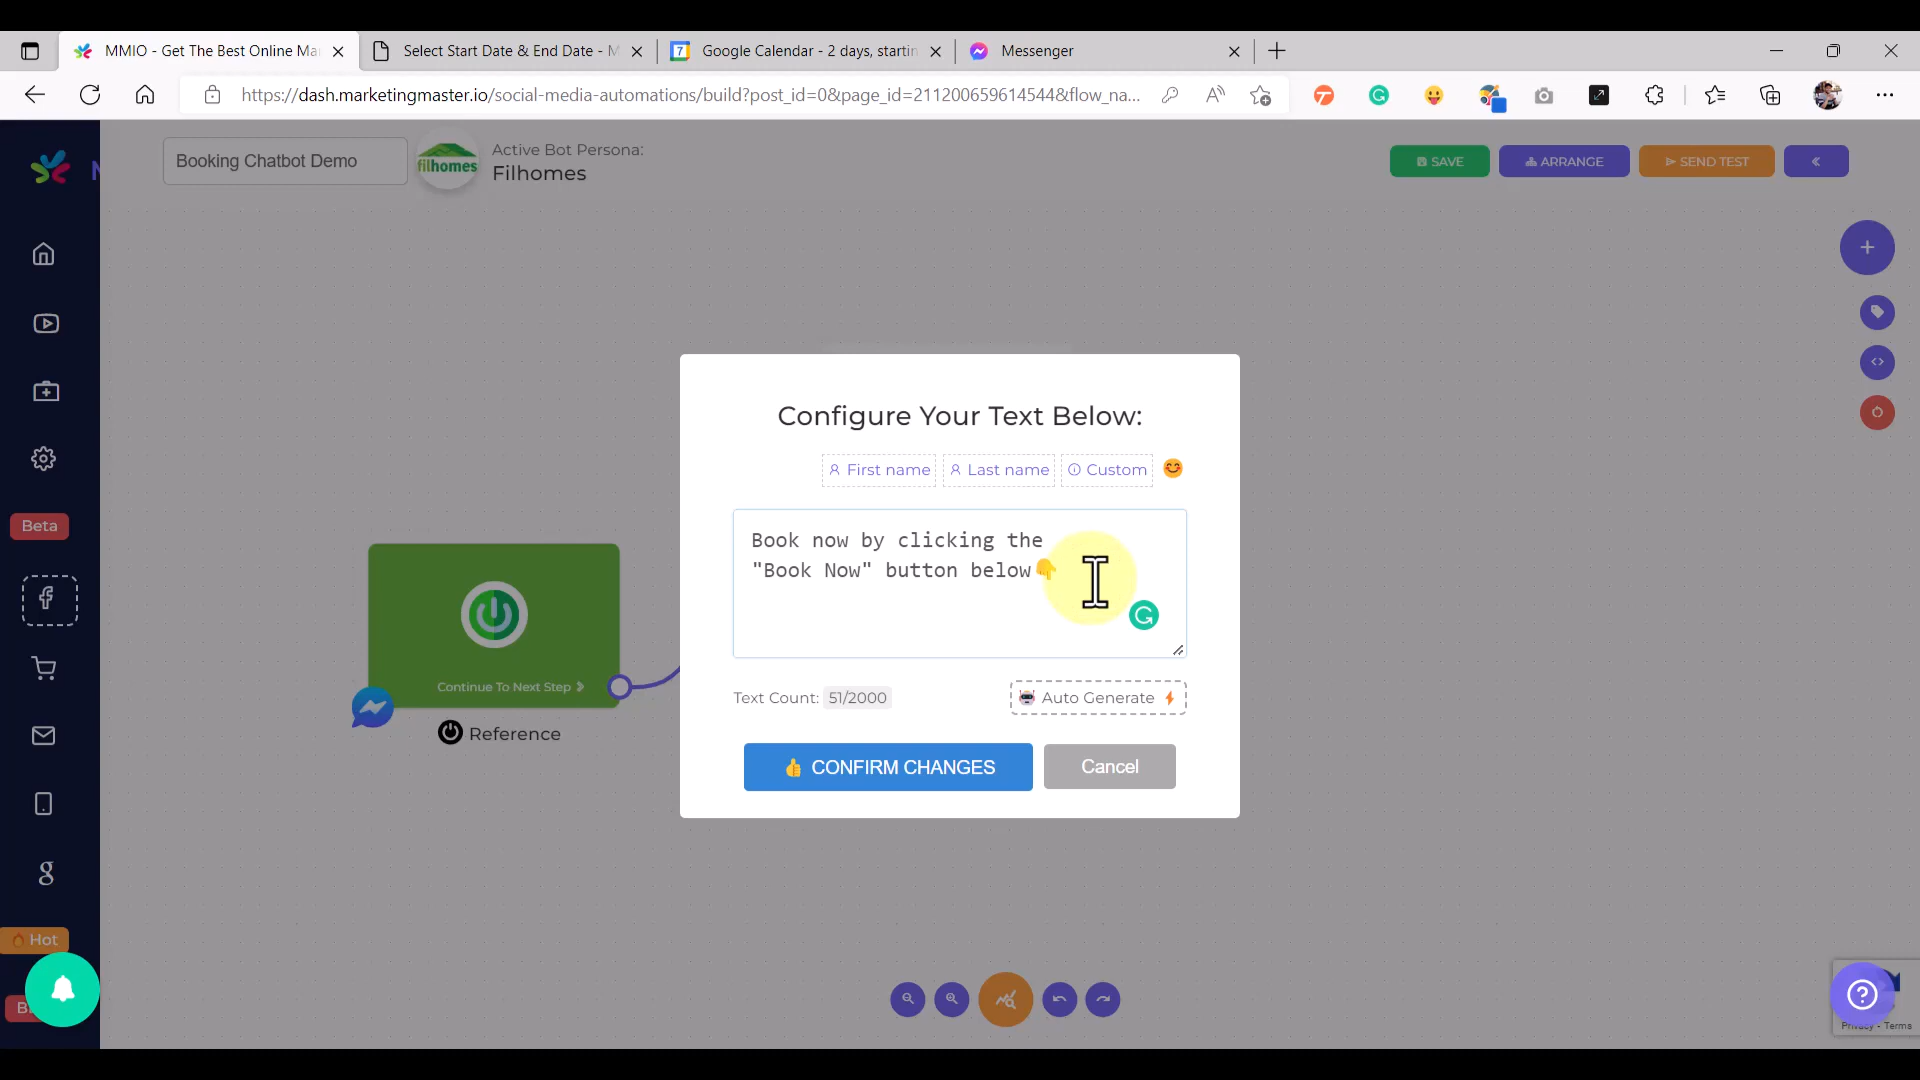 MMIO - Get The Best Online Ma
Select Start Date & End Date - M
Google Calendar - 2 days, startin
Messenger
https://dash.marketingmaster.io/social-media-automations/build?post_id=0&page_id=211200659614544&flow_na...
Booking Chatbot Demo
filhomes
Active Bot Persona:
Filhomes
SAVE
ARRANGE
SEND TEST
Configure Your Text Below:
First name
Last name
Custom
Book now by clicking the
"Book Now" button below👇
Text Count: 51/2000
Auto Generate
👍 CONFIRM CHANGES
Cancel
Continue To Next Step
Reference
Beta
Hot
Privacy - Terms